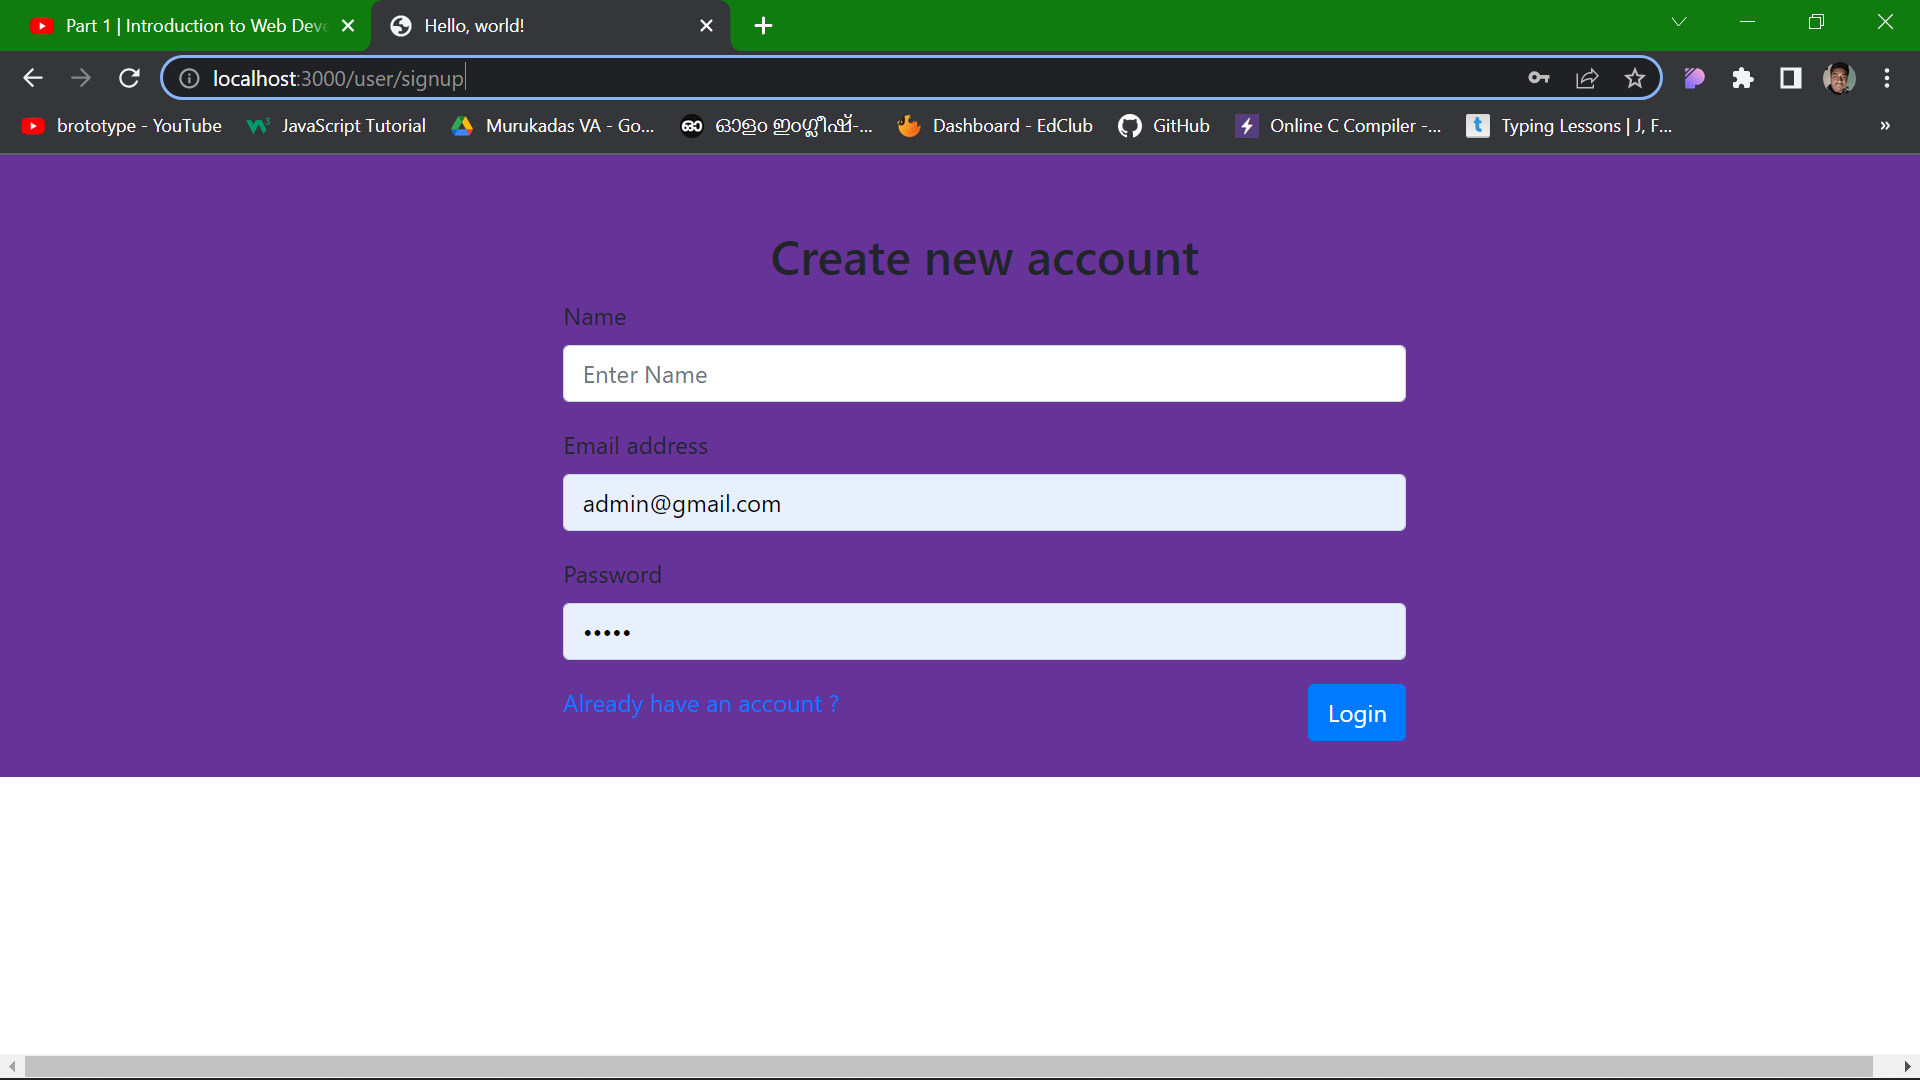 Part 1 | Introduction to Web Deve
Hello, world!
localhost:3000/user/signup
brototype - YouTube
JavaScript Tutorial
Murukadas VA - Go...
ഓളം ഇംഗ്ലീഷ്-...
Dashboard - EdClub
GitHub
Online C Compiler -...
Typing Lessons | J, F...
»
Create new account
Name
Enter Name
Email address
admin@gmail.com
Password
•••••
Already have an account ?
Login